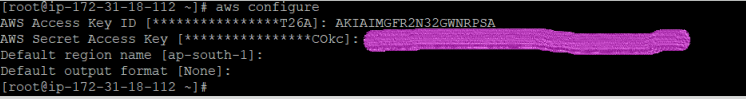 [root@ip-172-31-18-112 ~]# aws configure
AWS Access Key ID [****************T26A]: AKIAIMGFR2N32GWNRPSA
AWS Secret Access Key [****************COkc]:
Default region name [ap-south-1]:
Default output format [None]:
[root@ip-172-31-18-112 ~]#